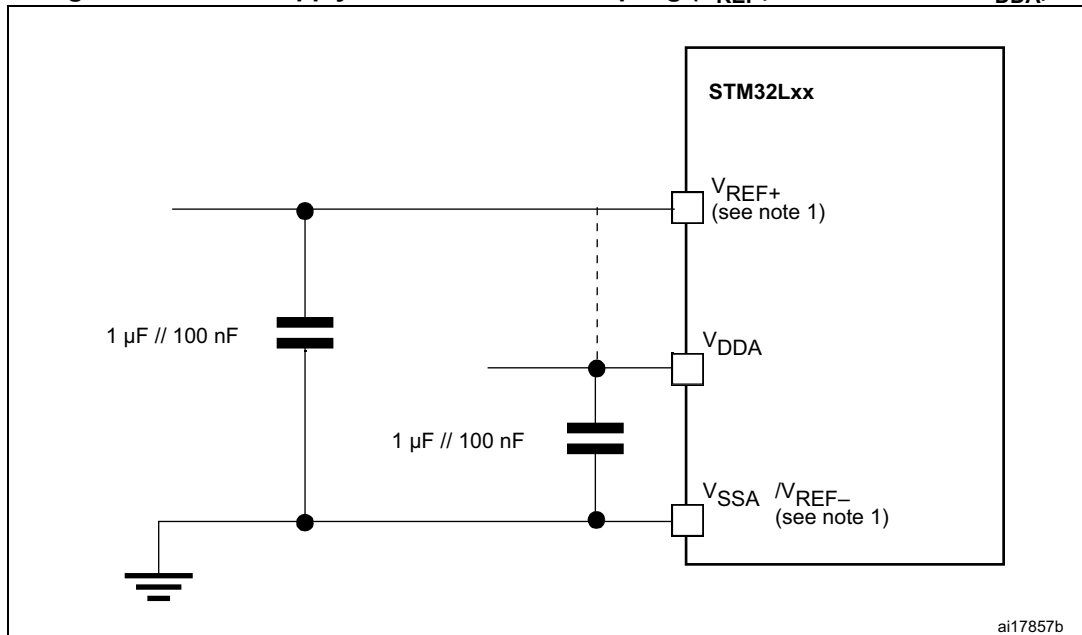 STM32Lxx
VREF+
(see note 1)
1 µF // 100 nF
VDDA
1 µF // 100 nF
VSSA /VREF–
(see note 1)
ai17857b